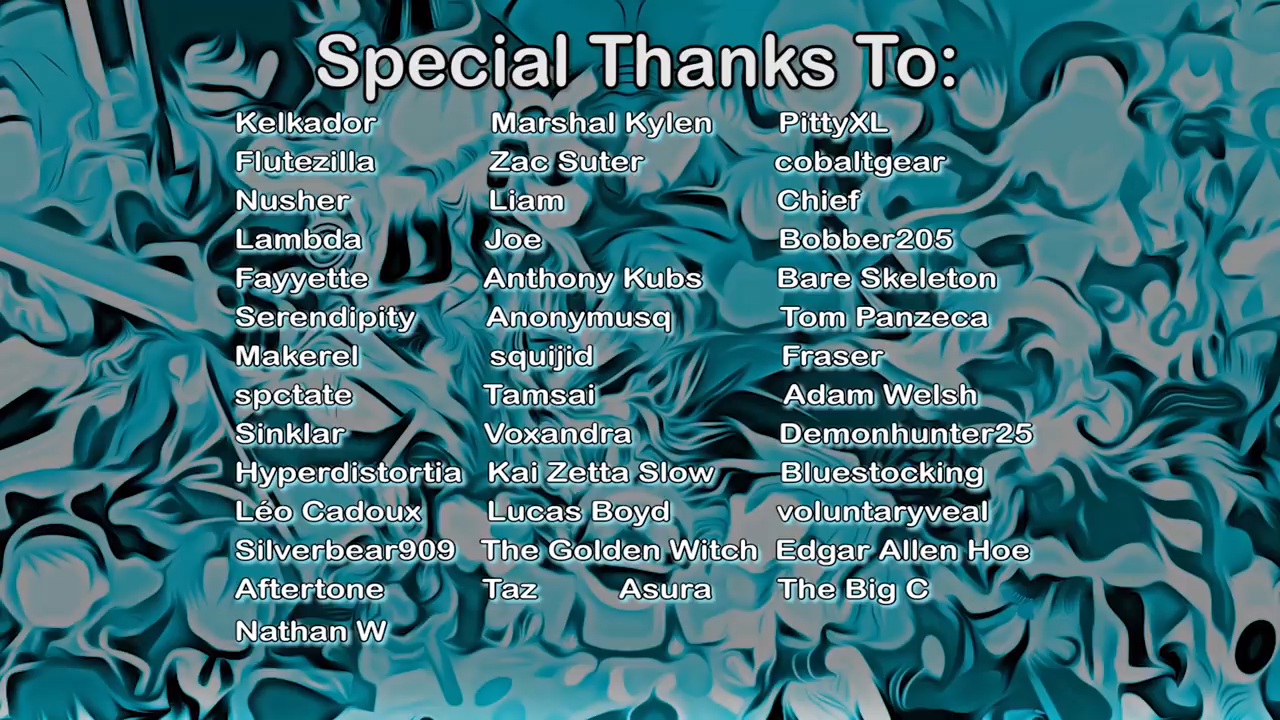 Special Thanks To:
Kelkador Marshal Kylen PittyXL
Flutezilla Zac Suter cobaltgear
Nusher Liam Chief
Lambda Joe Bobber205
Fayyette Anthony Kubs Bare Skeleton
Serendipity Anonymusq Tom Panzeca
Makerel squijid Fraser
spctate Tamsai Adam Welsh
Sinklar Voxandra Demonhunter25
Hyperdistortia Kai Zetta Slow Bluestocking
Léo Cadoux Lucas Boyd voluntaryveal
Silverbear909 The Golden Witch Edgar Allen Hoe
Aftertone Taz Asura The Big C
Nathan W